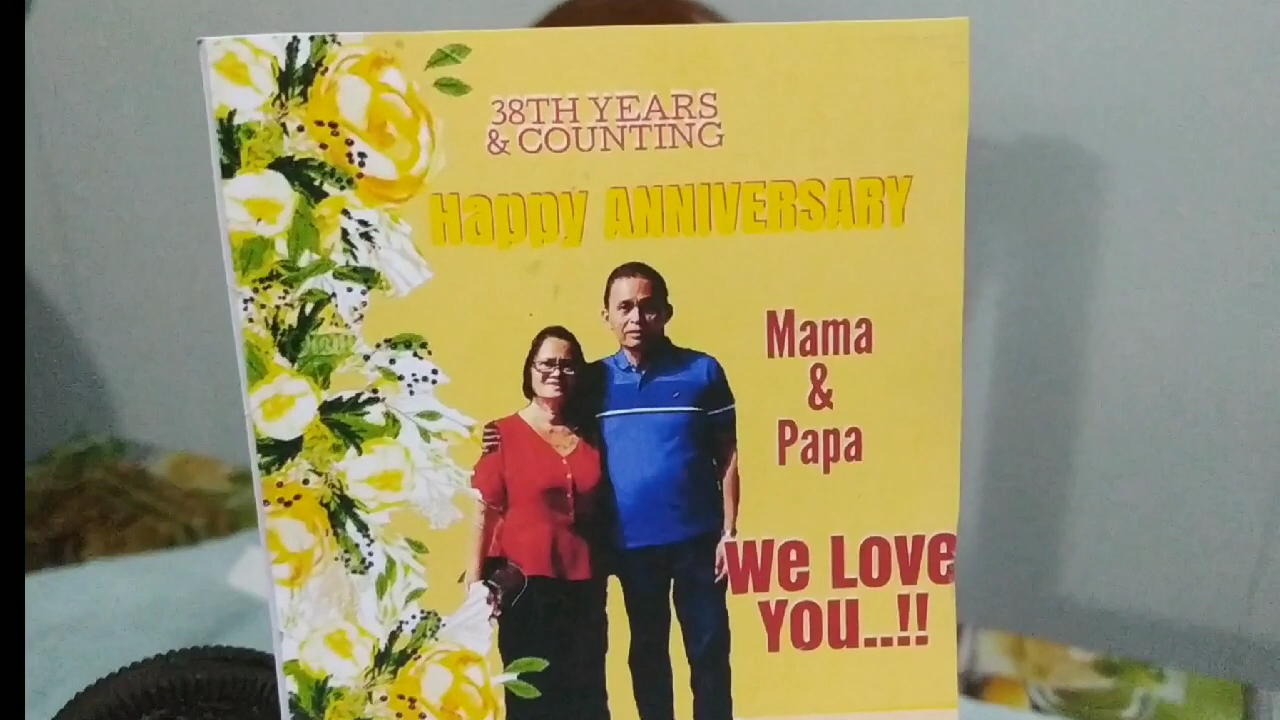 38TH YEARS
& COUNTING
Happy ANNIVERSARY
Mama
&
Papa
We Love
You..!!